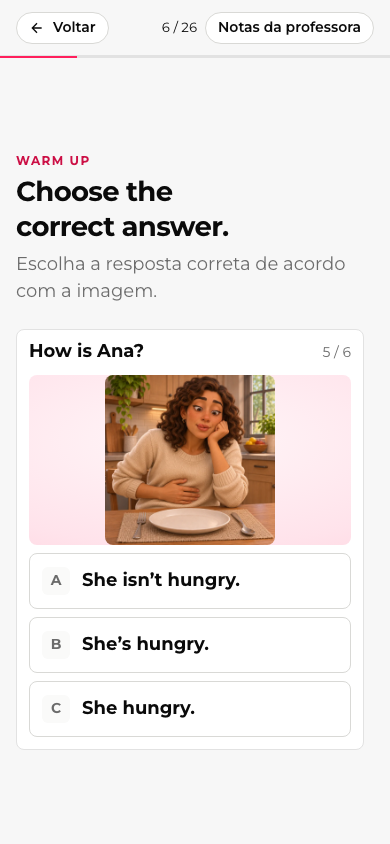 Voltar
6 / 26
Notas da professora
WARM UP
Choose the
correct answer.
Escolha a resposta correta de acordo
com a imagem.
How is Ana?
5 / 6
A
She isn’t hungry.
B
She’s hungry.
C
She hungry.